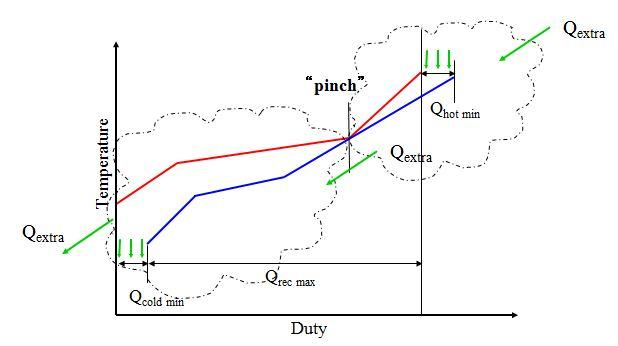 Qextra
“pinch”
Qhot min
Qextra
Temperature
Qextra
Qrec max
Qcold min
Duty